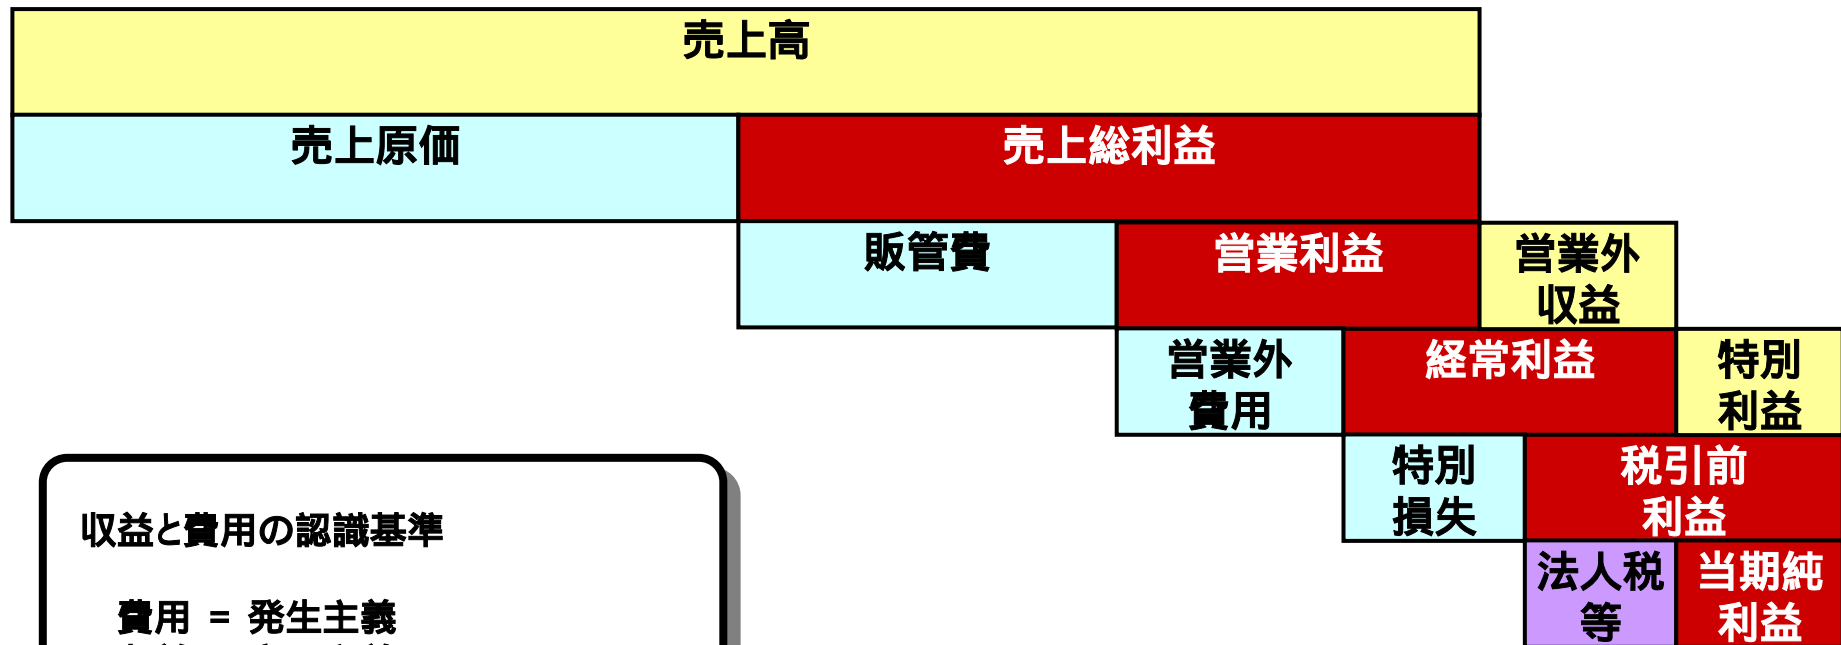 売上高
売上原価
売上総利益
販管費
営業利益
営業外
収益
営業外
費用
経常利益
特別
利益
特別
損失
税引前
利益
法人税
等
当期純
利益
収益と費用の認識基準
費用 = 発生主義